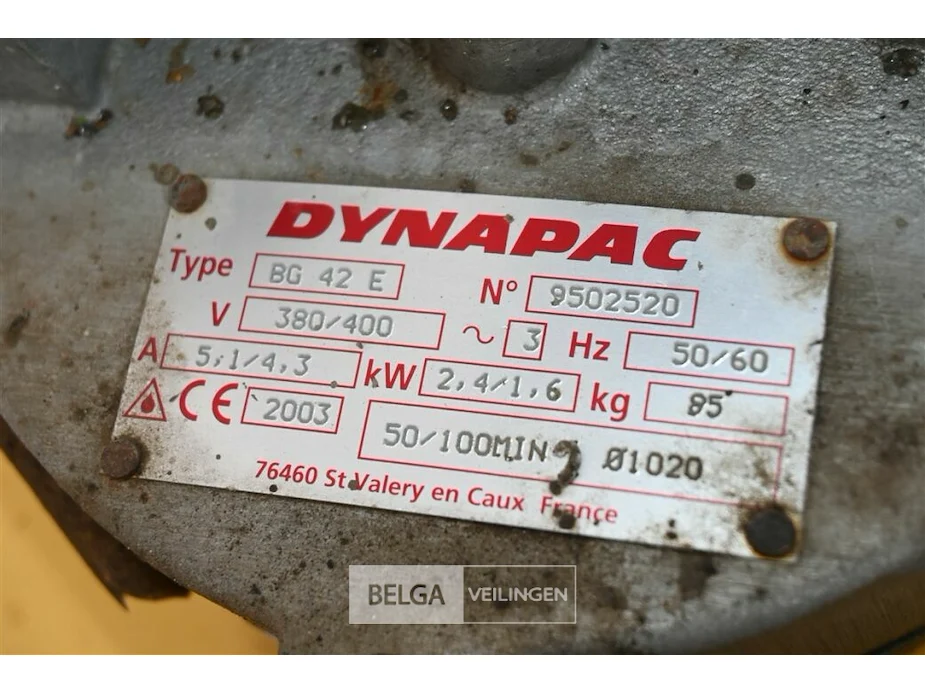 DYNAPAC
Type BG 42 E N° 9502520
V 380/400 ~ 3 Hz 50/60
A 5,1/4,3 kW 2,4/1,6 kg
CE 2003 50/100MIN Ø1020
76460 St Valery en Caux France
BELGA VEILINGEN